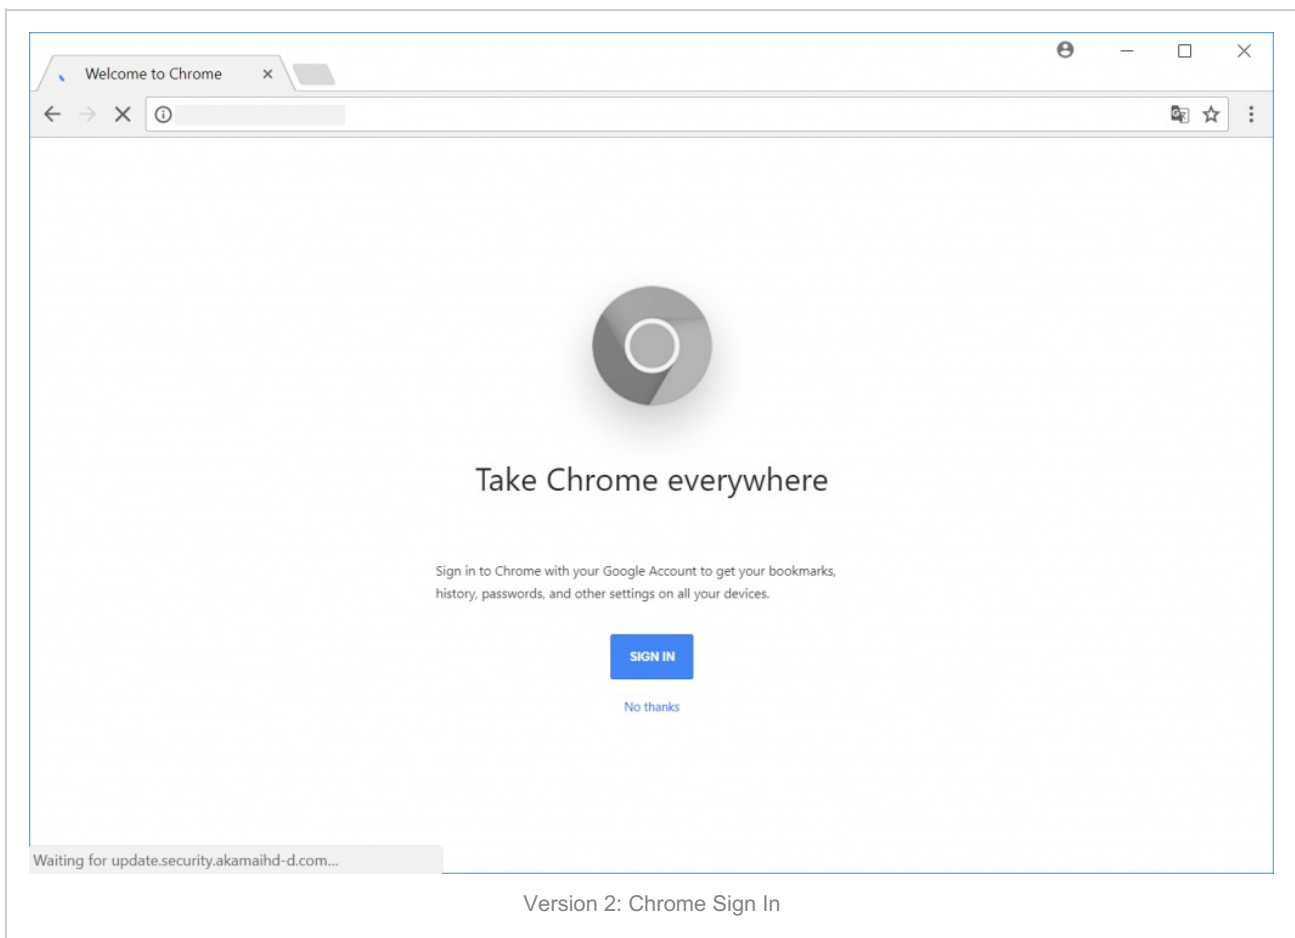 Welcome to Chrome
Take Chrome everywhere
Sign in to Chrome with your Google Account to get your bookmarks,
history, passwords, and other settings on all your devices.
SIGN IN
No thanks
Waiting for update.security.akamaihd-d.com...
Version 2: Chrome Sign In